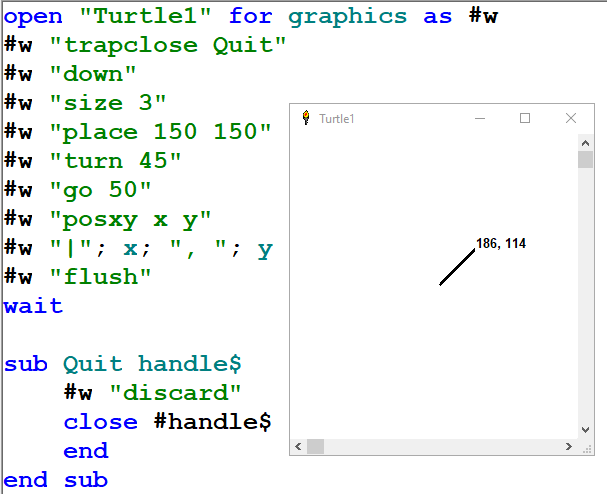 open "Turtle1" for graphics as #w
#w "trapclose Quit"
#w "down"
#w "size 3"
#w "place 150 150"
#w "turn 45"
#w "go 50"
#w "posxy x y"
#w "|"; x; ", "; y
#w "flush"
wait
sub Quit handle$
    #w "discard"
    close #handle$
    end
end sub
Turtle1
186, 114